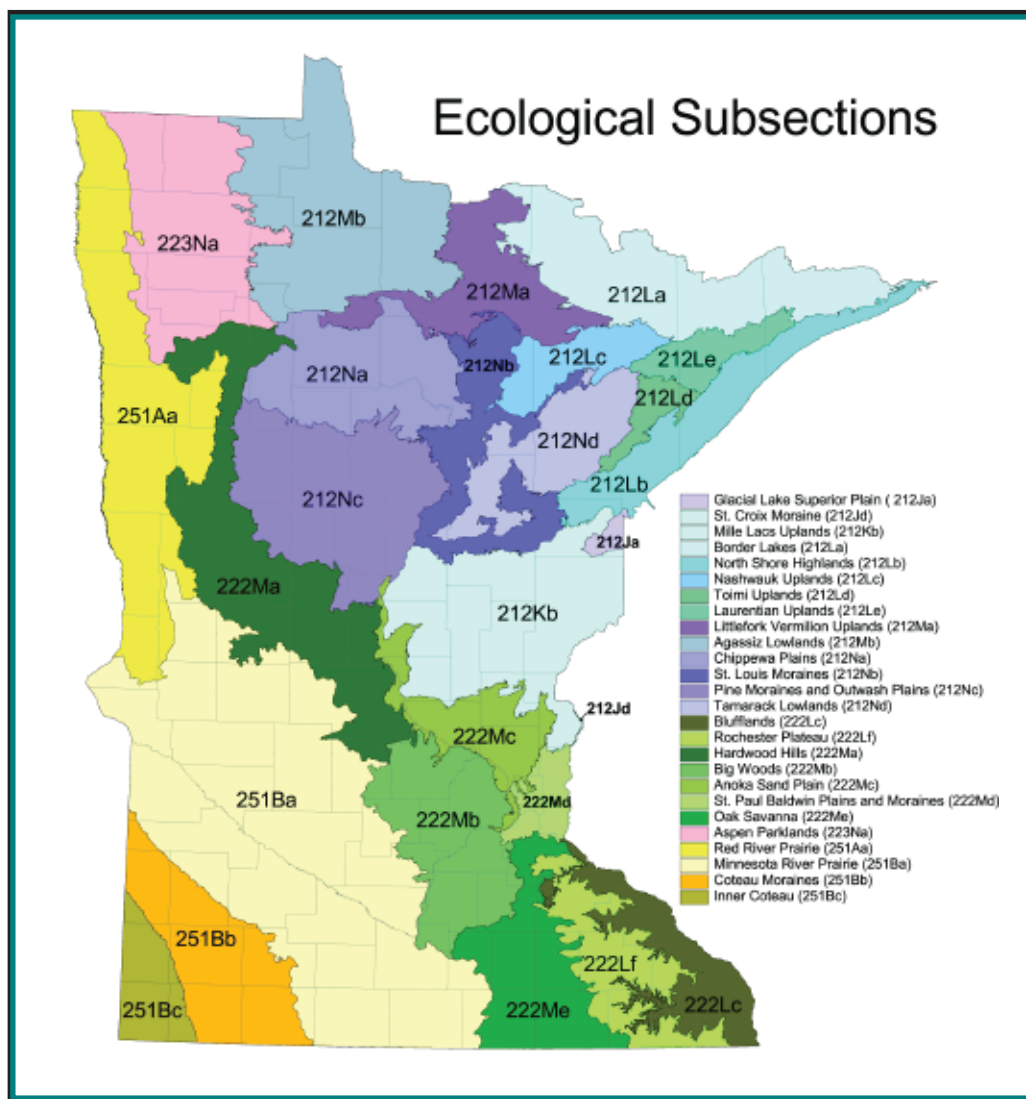 Ecological Subsections
212Mb
223Na
212Ma
212La
212Nb
212Lc
212Na
212Le
212Ld
251Aa
212Nd
212Nc
212Lb
212Ja
222Ma
212Kb
212Jd
222Mc
251Ba
222Md
222Mb
251Bb
222Lf
251Bc
222Me
222Lc
Glacial Lake Superior Plain ( 212Ja)
St. Croix Moraine (212Jd)
Mille Lacs Uplands (212Kb)
Border Lakes (212La)
North Shore Highlands (212Lb)
Nashwauk Uplands (212Lc)
Toimi Uplands (212Ld)
Laurentian Uplands (212Le)
Littlefork Vermilion Uplands (212Ma)
Agassiz Lowlands (212Mb)
Chippewa Plains (212Na)
St. Louis Moraines (212Nb)
Pine Moraines and Outwash Plains (212Nc)
Tamarack Lowlands (212Nd)
Blufflands (222Lc)
Rochester Plateau (222Lf)
Hardwood Hills (222Ma)
Big Woods (222Mb)
Anoka Sand Plain (222Mc)
St. Paul Baldwin Plains and Moraines (222Md)
Oak Savanna (222Me)
Aspen Parklands (223Na)
Red River Prairie (251Aa)
Minnesota River Prairie (251Ba)
Coteau Moraines (251Bb)
Inner Coteau (251Bc)